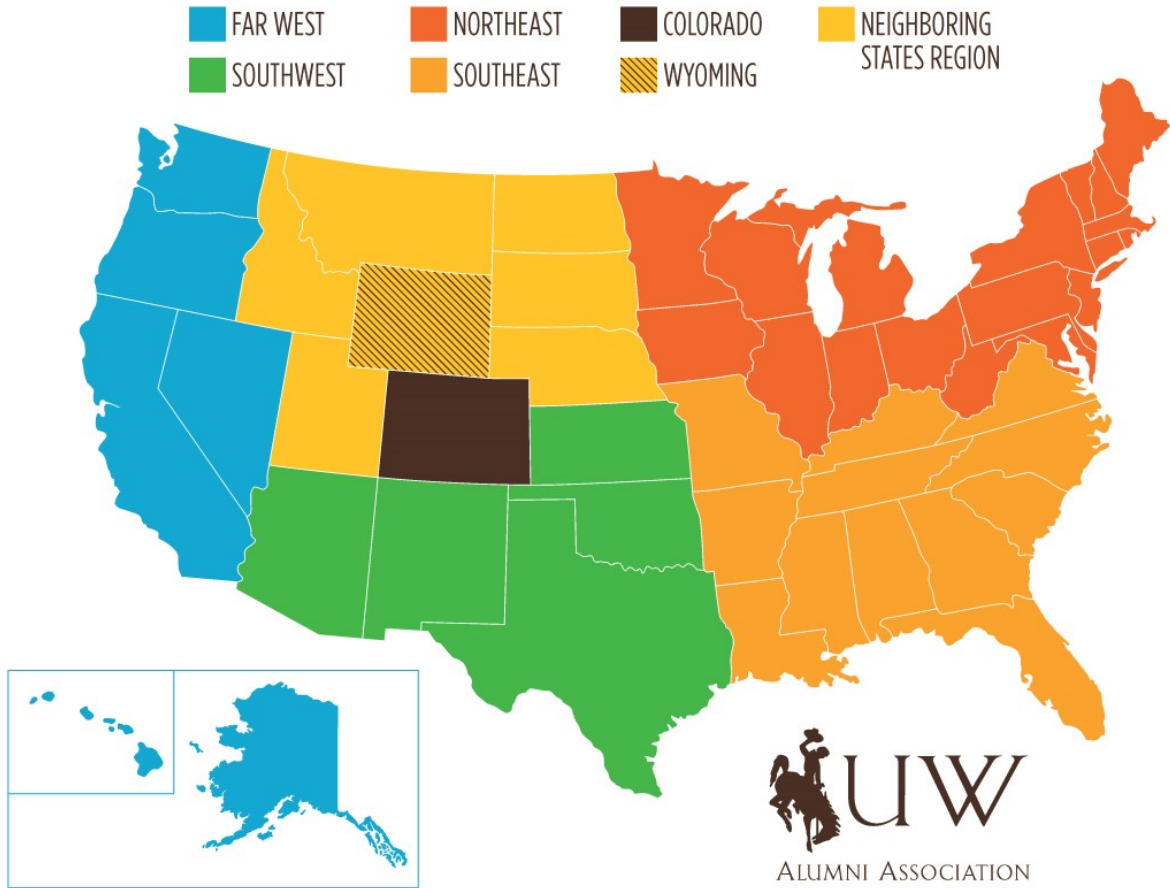 FAR WEST
NORTHEAST
COLORADO
NEIGHBORING
STATES REGION
SOUTHWEST
SOUTHEAST
WYOMING
UW
ALUMNI ASSOCIATION